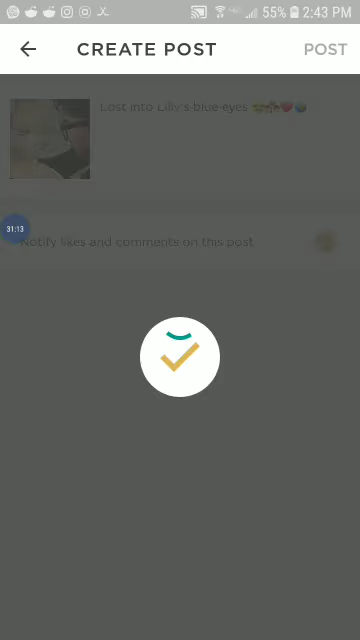 55% 2:43 PM
CREATE POST POST
Lost into Lilly's blue eyes 😍👩‍❤️‍👨❤️🌍
31:13
Notify likes and comments on this post